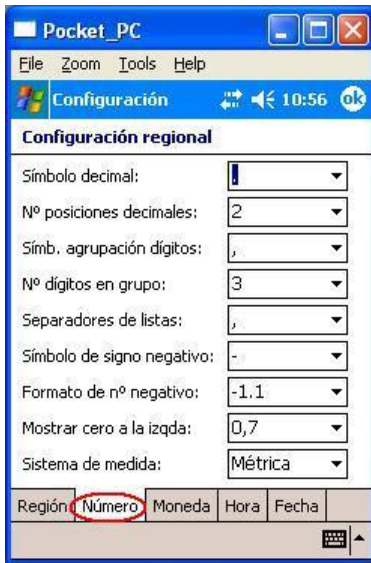 Pocket_PC
File Zoom Tools Help
Configuración 10:56 ok
Configuración regional
Símbolo decimal: .
Nº posiciones decimales: 2
Símb. agrupación dígitos: ,
Nº dígitos en grupo: 3
Separadores de listas: ,
Símbolo de signo negativo: -
Formato de nº negativo: -1.1
Mostrar cero a la izqda: 0,7
Sistema de medida: Métrica
Región Número Moneda Hora Fecha